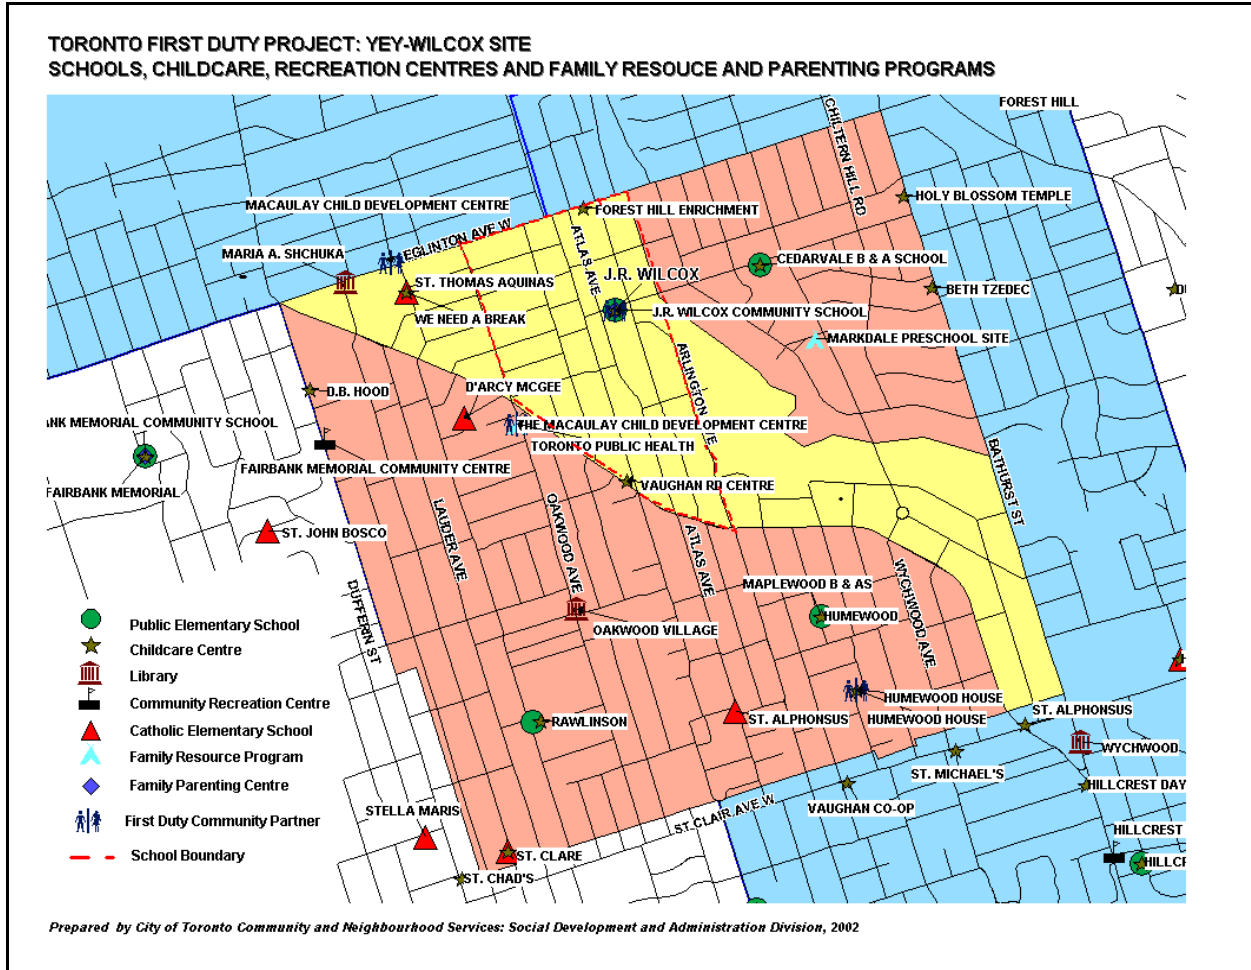 TORONTO FIRST DUTY PROJECT: YEY-WILCOX SITE
SCHOOLS, CHILDCARE, RECREATION CENTRES AND FAMILY RESOUCE AND PARENTING PROGRAMS
FOREST HILL
CHILTERN HILL RD
HOLY BLOSSOM TEMPLE
MACAULAY CHILD DEVELOPMENT CENTRE
FOREST HILL ENRICHMENT
EGLINTON AVE W
ATLAS AVE
MARIA A. SHCHUKA
CEDARVALE B & A SCHOOL
J.R. WILCOX
ST. THOMAS AQUINAS
BETH TZEDEC
J.R. WILCOX COMMUNITY SCHOOL
WE NEED A BREAK
MARKDALE PRESCHOOL SITE
ARLINGTON AVE
D'ARCY MCGEE
D.B. HOOD
ANK MEMORIAL COMMUNITY SCHOOL
THE MACAULAY CHILD DEVELOPMENT CENTRE
TORONTO PUBLIC HEALTH
BATHURST ST
FAIRBANK MEMORIAL COMMUNITY CENTRE
VAUGHAN RD CENTRE
FAIRBANK MEMORIAL
LAUDER AVE
OAKWOOD AVE
ATLAS AVE
ST. JOHN BOSCO
WYCHWOOD AVE
MAPLEWOOD B & AS
DUFFERIN ST
HUMEWOOD
OAKWOOD VILLAGE
Public Elementary School
Childcare Centre
Library
Community Recreation Centre
Catholic Elementary School
Family Resource Program
Family Parenting Centre
First Duty Community Partner
School Boundary
HUMEWOOD HOUSE
HUMEWOOD HOUSE
ST. ALPHONSUS
RAWLINSON
ST. ALPHONSUS
WYCHWOOD
ST. MICHAEL'S
HILLCREST DAY
VAUGHAN CO-OP
STELLA MARIS
ST CLAIR AVE W
HILLCREST
ST. CLARE
HILLCR
ST. CHAD'S
Prepared by City of Toronto Community and Neighbourhood Services: Social Development and Administration Division, 2002